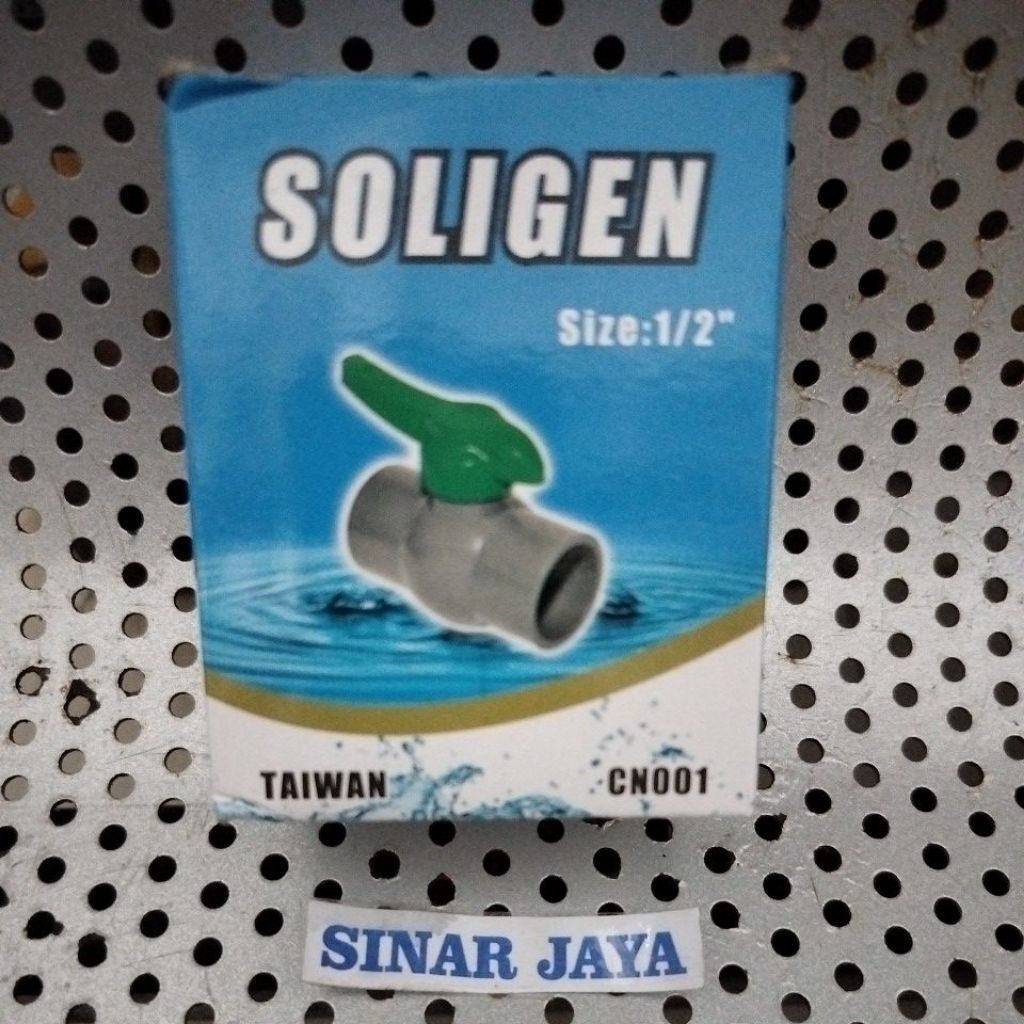 SOLIGEN
Size:1/2"
TAIWAN
CN001
SINAR JAYA